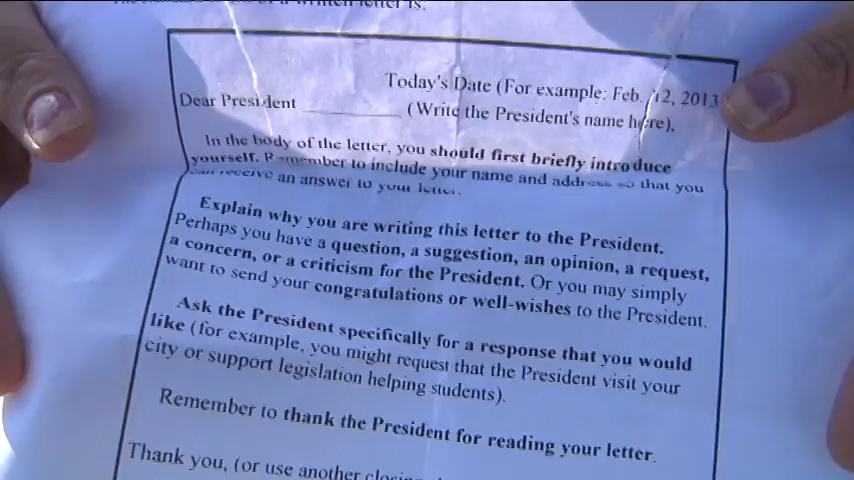 of a written letter is:
Today's Date (For example: Feb. 12, 2013
Dear President __________ (Write the President's name here),
In the body of the letter, you should first briefly introduce
yourself. Remember to include your name and address so that you
can receive an answer to your letter.
Explain why you are writing this letter to the President.
Perhaps you have a question, a suggestion, an opinion, a request,
a concern, or a criticism for the President. Or you may simply
want to send your congratulations or well-wishes to the President.
Ask the President specifically for a response that you would
like (for example, you might request that the President visit your
city or support legislation helping students).
Remember to thank the President for reading your letter.
Thank you, (or use another